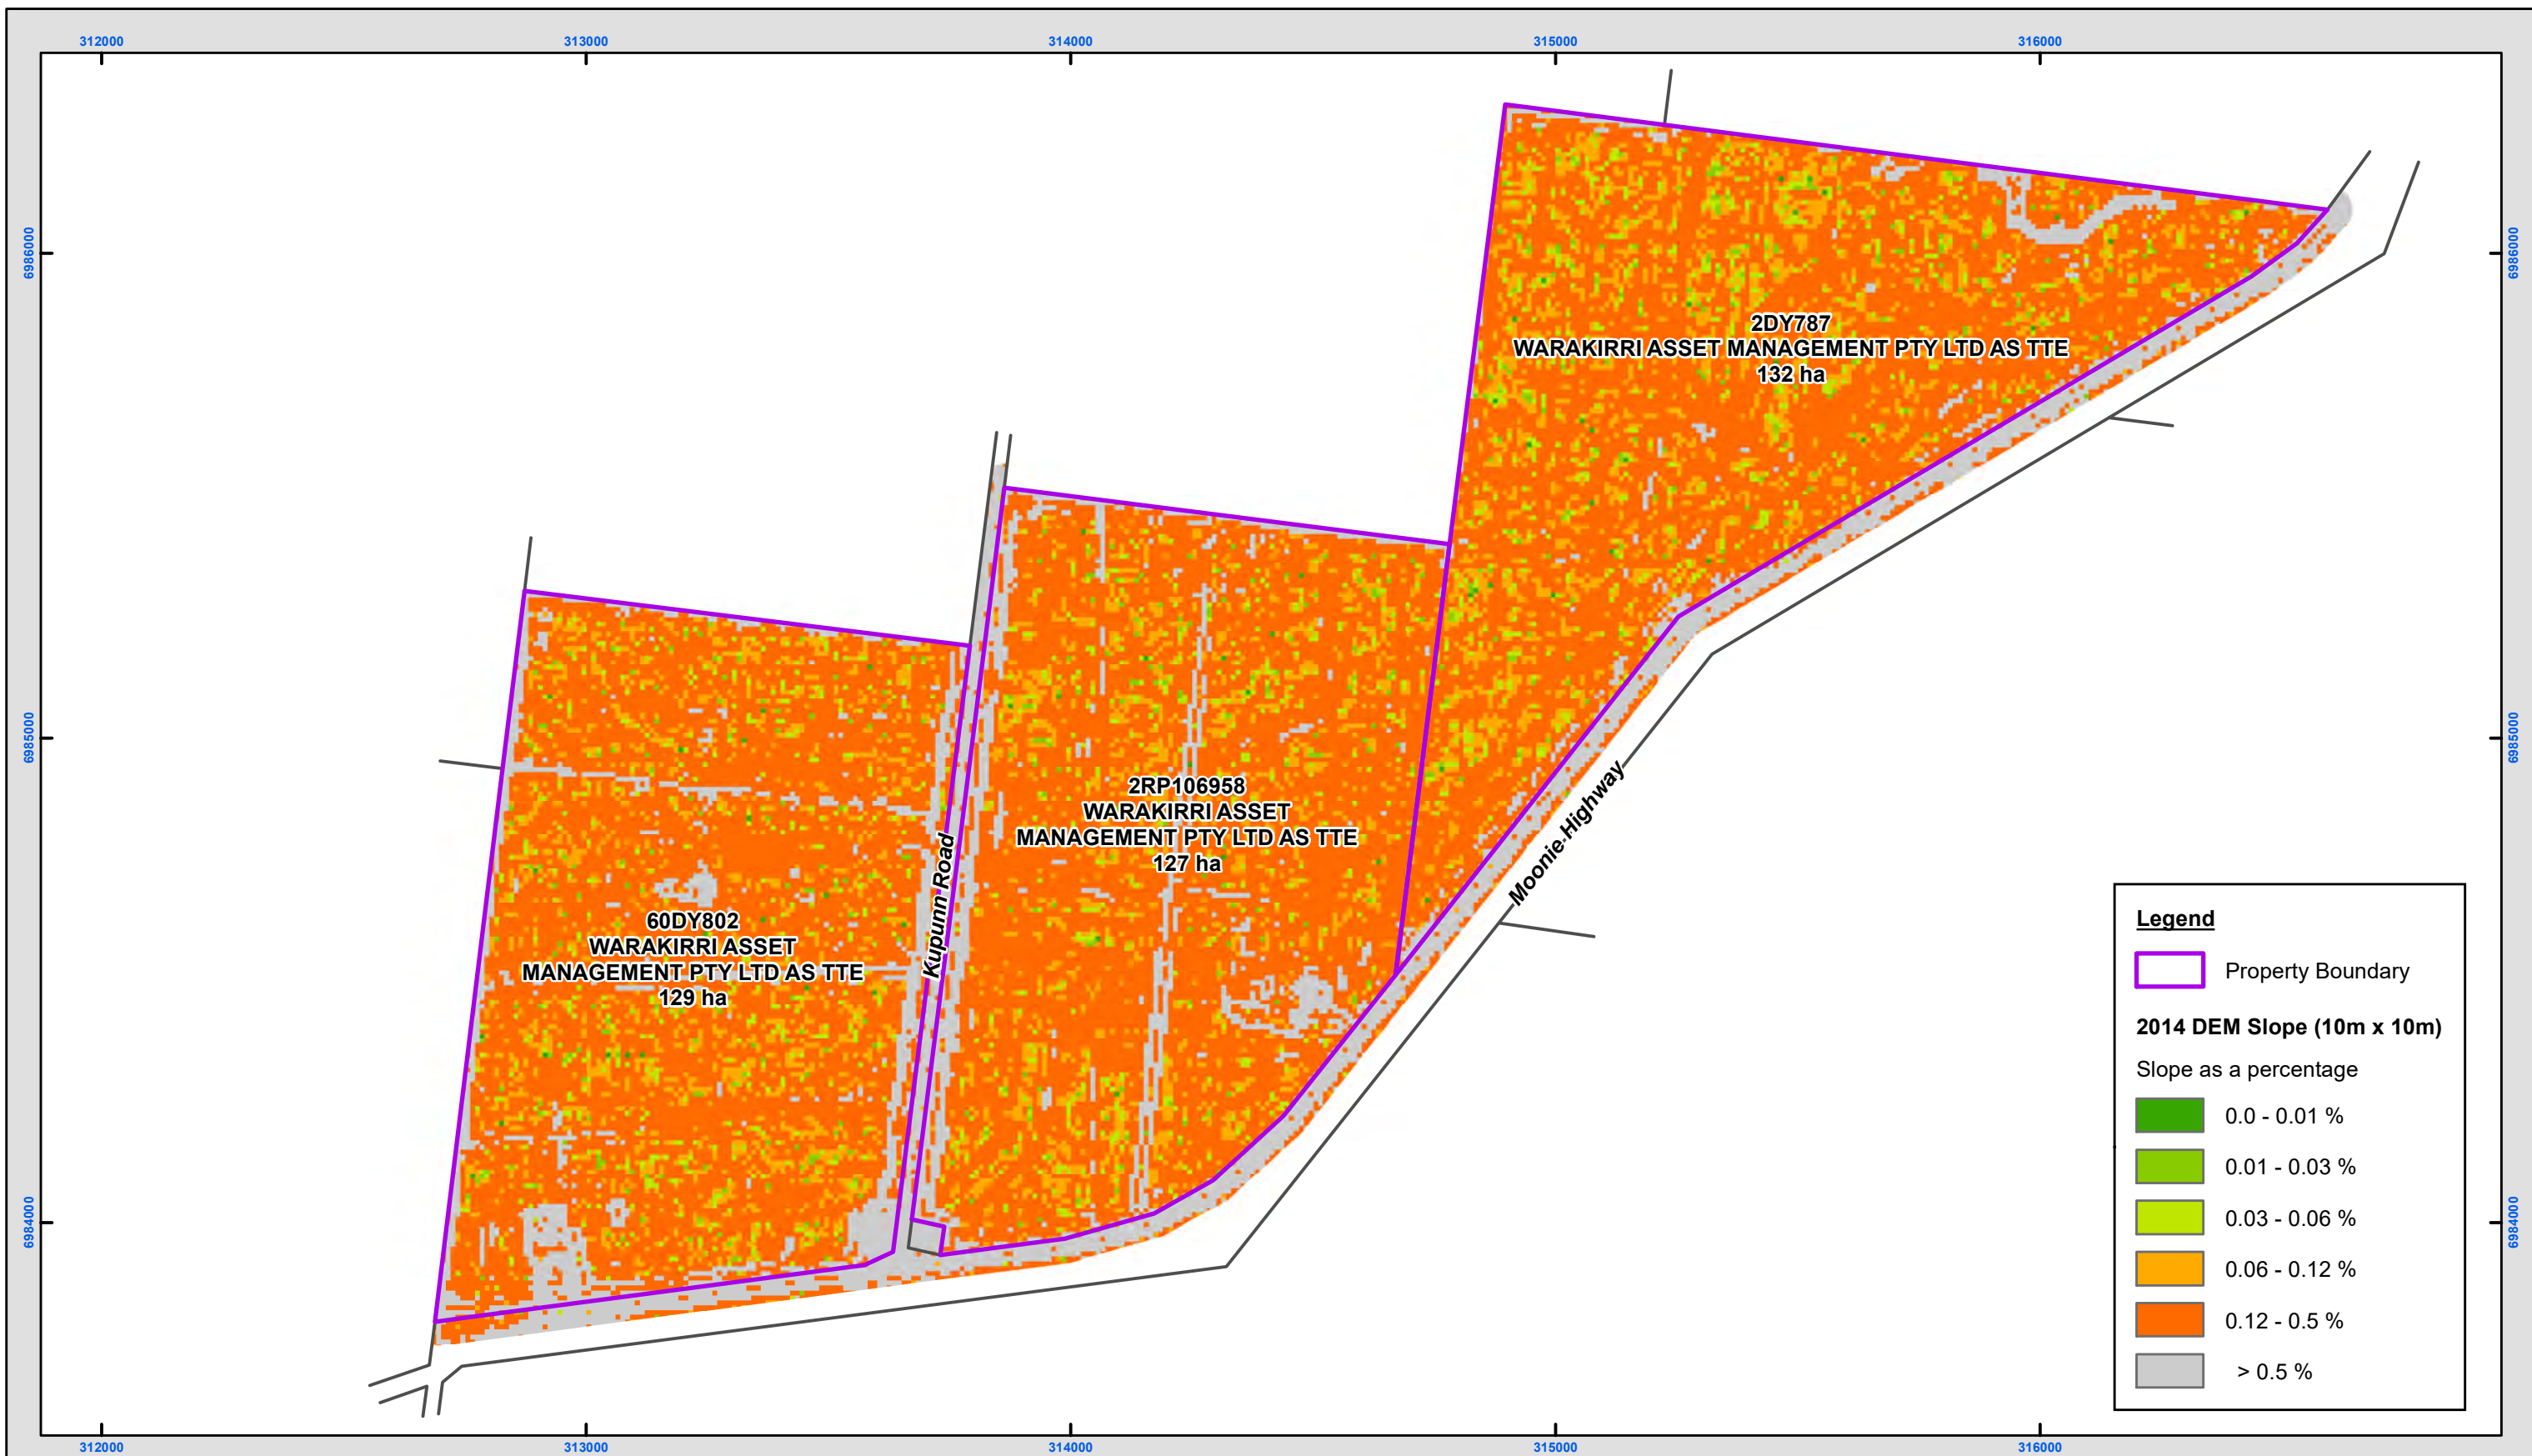 312000
313000
314000
315000
316000
6986000
6986000
2DY787
WARAKIRRI ASSET MANAGEMENT PTY LTD AS TTE
132 ha
6985000
6985000
2RP106958
WARAKIRRI ASSET
MANAGEMENT PTY LTD AS TTE
127 ha
Moonie Highway
Kupunn Road
60DY802
WARAKIRRI ASSET
MANAGEMENT PTY LTD AS TTE
129 ha
6984000
6984000
Legend
Property Boundary
2014 DEM Slope (10m x 10m)
Slope as a percentage
0.0 - 0.01 %
0.01 - 0.03 %
0.03 - 0.06 %
0.06 - 0.12 %
0.12 - 0.5 %
> 0.5 %
312000
313000
314000
315000
316000